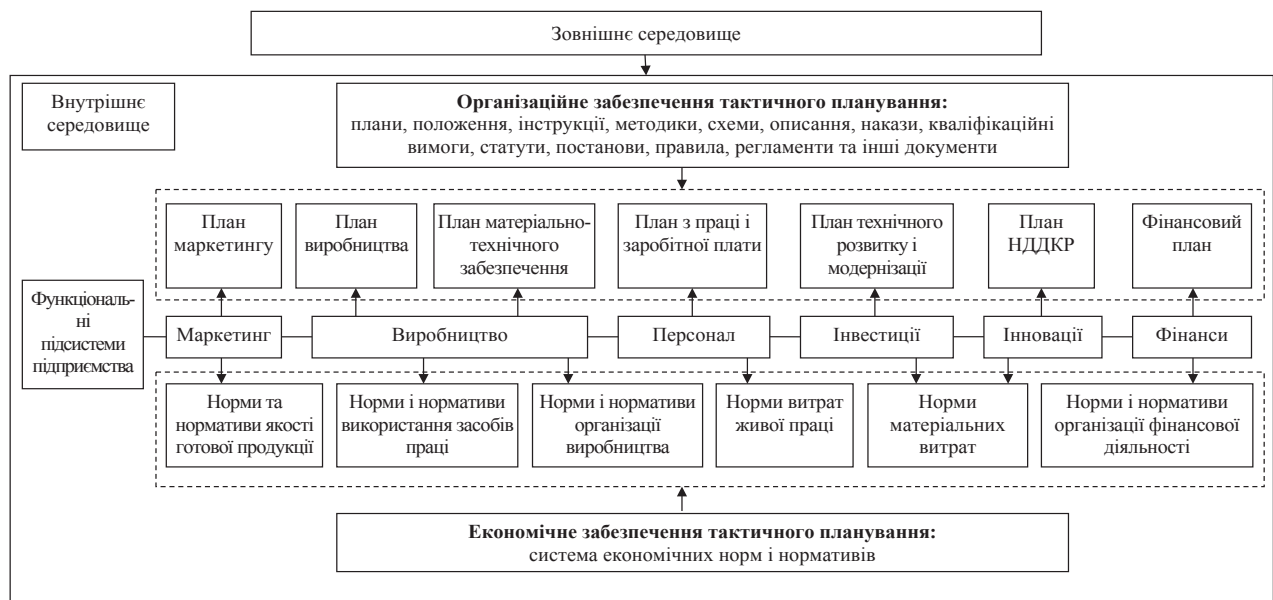 Зовнішнє середовище
Внутрішнє
середовище
Організаційне забезпечення тактичного планування:
плани, положення, інструкції, методики, схеми, описання, накази, кваліфікаційні
вимоги, статути, постанови, правила, регламенти та інші документи
План
маркетингу
План
виробництва
План матеріально-
технічного
забезпечення
План з праці і
заробітної плати
План технічного
розвитку і
модернізації
План
НДДКР
Фінансовий
план
Функціональ-
ні
підсистеми
підприємства
Маркетинг
Виробництво
Персонал
Інвестиції
Інновації
Фінанси
Норми та
нормативи якості
готової продукції
Норми і нормативи
використання засобів
праці
Норми і нормативи
організації
виробництва
Норми витрат
живої праці
Норми
матеріальних
витрат
Норми і нормативи
організації фінансової
діяльності
Економічне забезпечення тактичного планування:
система економічних норм і нормативів